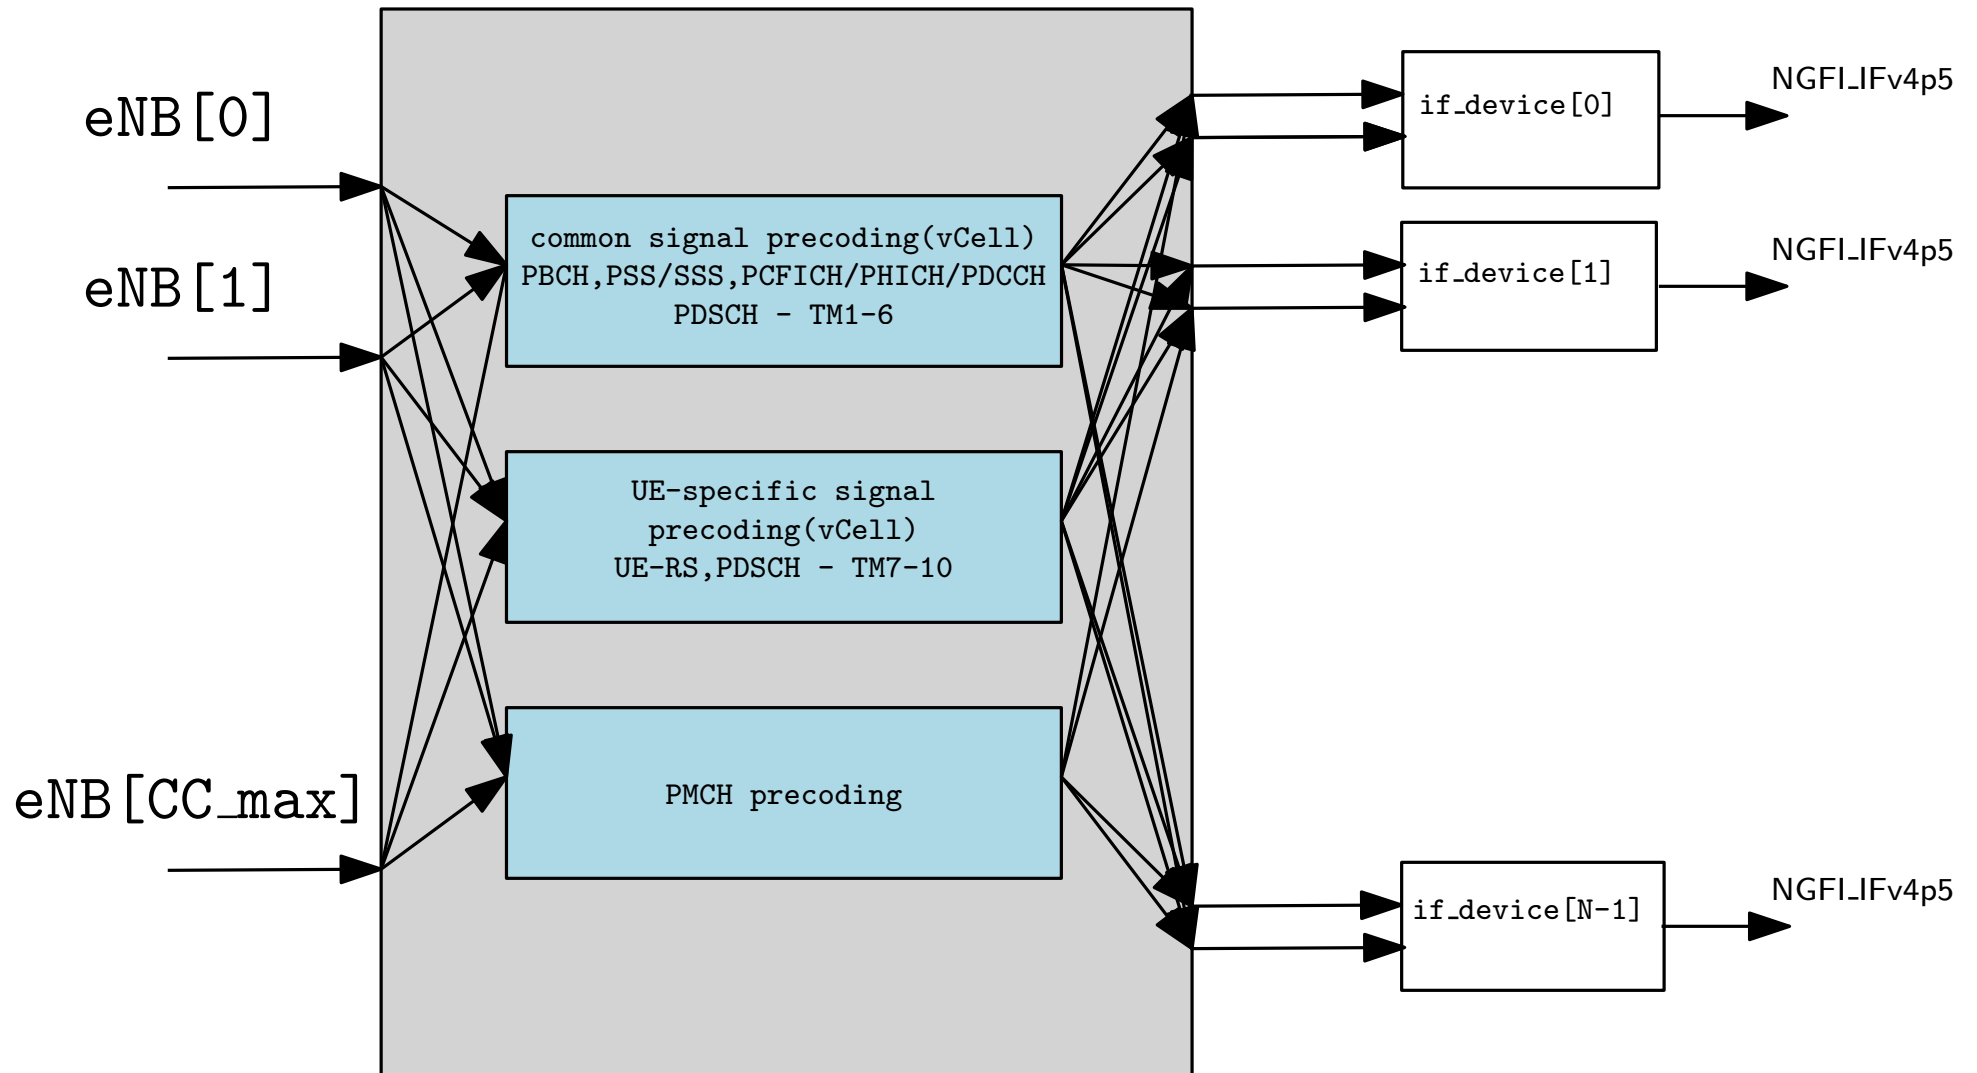 eNB[0]
eNB[1]
eNB[CC_max]
common signal precoding(vCell)
PBCH,PSS/SSS,PCFICH/PHICH/PDCCH
PDSCH - TM1-6
UE-specific signal
precoding(vCell)
UE-RS,PDSCH - TM7-10
PMCH precoding
if_device[0]
NGFI_IFv4p5
if_device[1]
NGFI_IFv4p5
if_device[N-1]
NGFI_IFv4p5